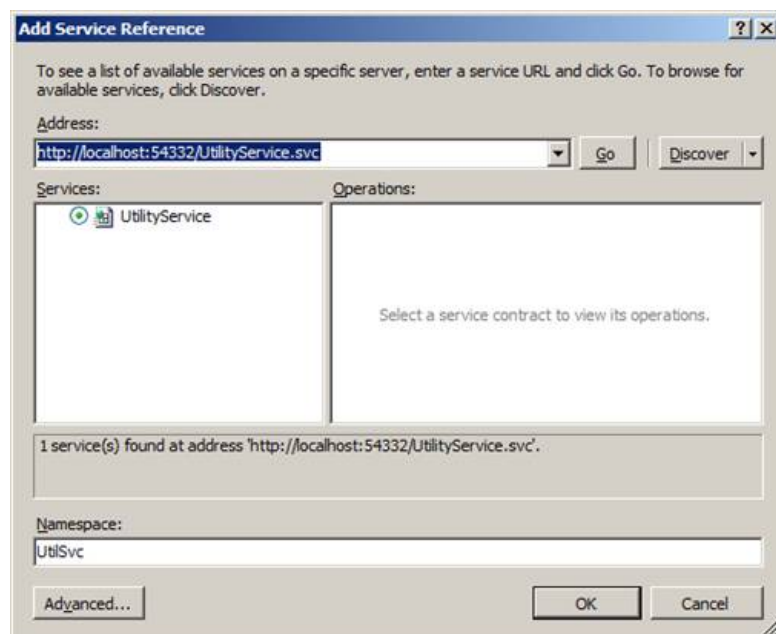 Add Service Reference
To see a list of available services on a specific server, enter a service URL and click Go. To browse for
available services, click Discover.
Address:
http://localhost:54332/UtilityService.svc Go Discover
Services: Operations:
UtilityService
Select a service contract to view its operations.
1 service(s) found at address 'http://localhost:54332/UtilityService.svc'.
Namespace:
UtilSvc
Advanced... OK Cancel